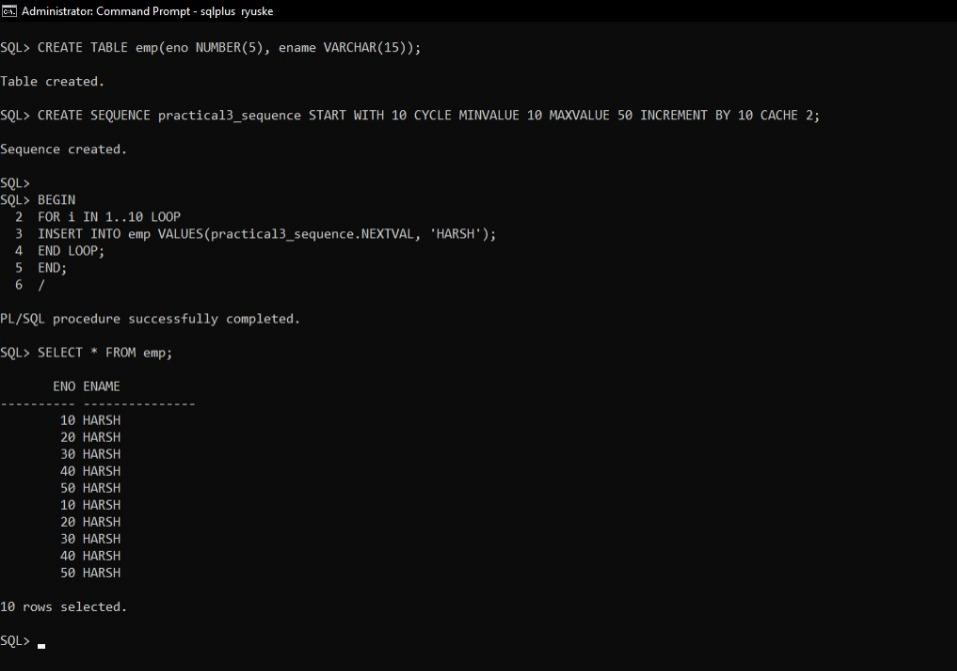 Administrator: Command Prompt - sqlplus ryuske
SQL> CREATE TABLE emp(eno NUMBER(5), ename VARCHAR(15));
Table created.
SQL> CREATE SEQUENCE practical3_sequence START WITH 10 CYCLE MINVALUE 10 MAXVALUE 50 INCREMENT BY 10 CACHE 2;
Sequence created.
SQL>
SQL> BEGIN
  2  FOR i IN 1..10 LOOP
  3  INSERT INTO emp VALUES(practical3_sequence.NEXTVAL, 'HARSH');
  4  END LOOP;
  5  END;
  6  /
PL/SQL procedure successfully completed.
SQL> SELECT * FROM emp;
       ENO ENAME
---------- ---------------
        10 HARSH
        20 HARSH
        30 HARSH
        40 HARSH
        50 HARSH
        10 HARSH
        20 HARSH
        30 HARSH
        40 HARSH
        50 HARSH
10 rows selected.
SQL>